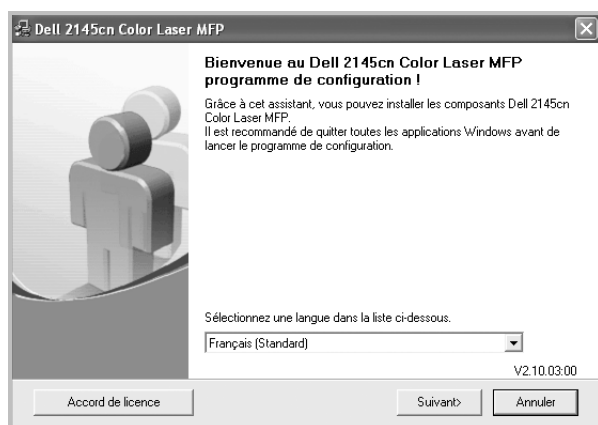 Dell 2145cn Color Laser MFP
Bienvenue au Dell 2145cn Color Laser MFP
programme de configuration !
Grâce à cet assistant, vous pouvez installer les composants Dell 2145cn
Color Laser MFP.
Il est recommandé de quitter toutes les applications Windows avant de
lancer le programme de configuration.
Sélectionnez une langue dans la liste ci-dessous.
Français (Standard)
V2.10.03:00
Accord de licence
Suivant>
Annuler